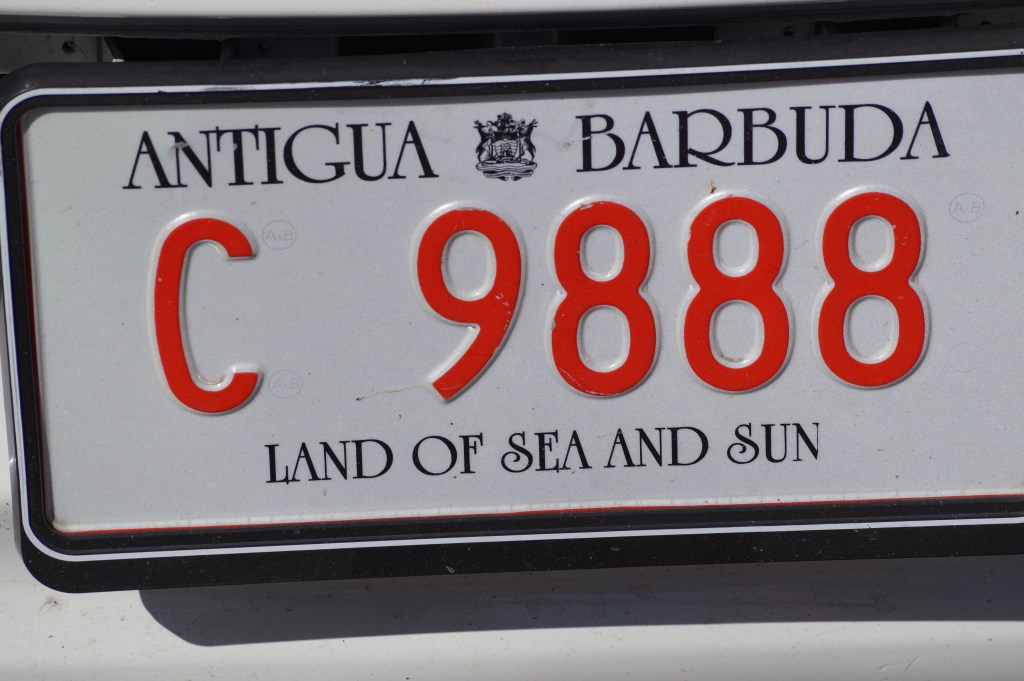 ANTIGUA BARBUDA
C 9888
LAND OF SEA AND SUN